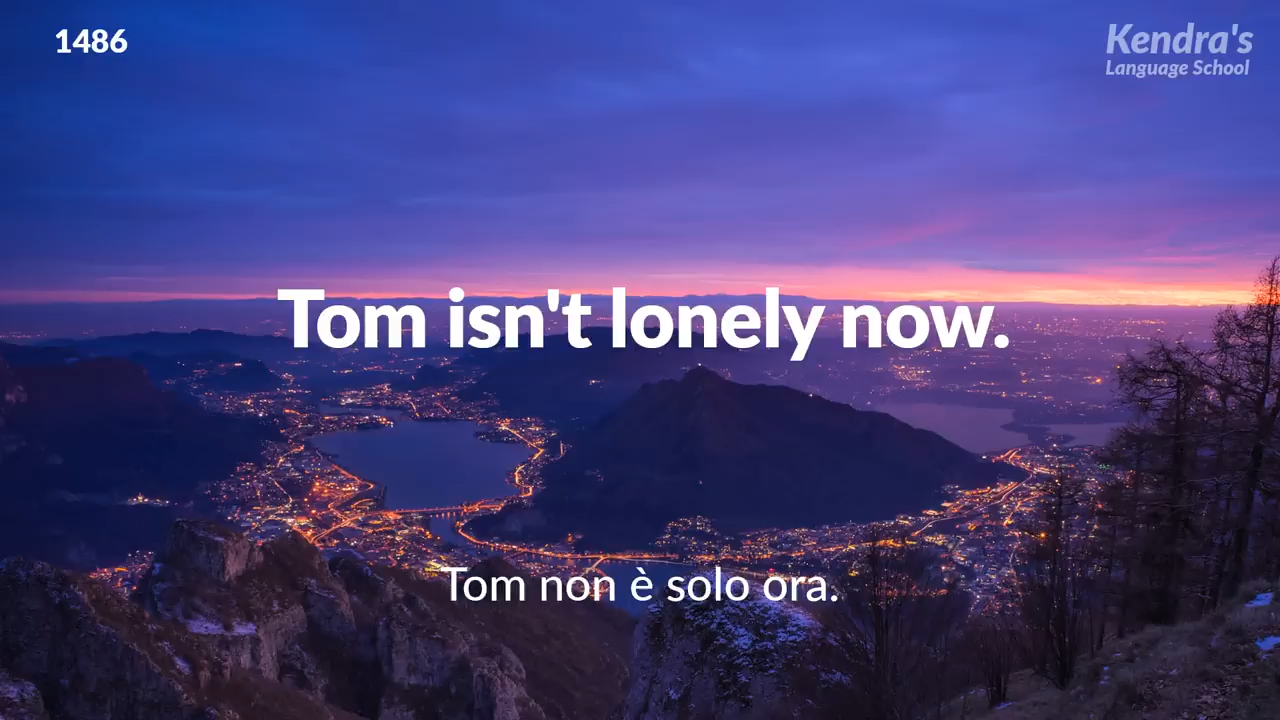 1486
Kendra's
Language School
Tom isn't lonely now.
Tom non è solo ora.